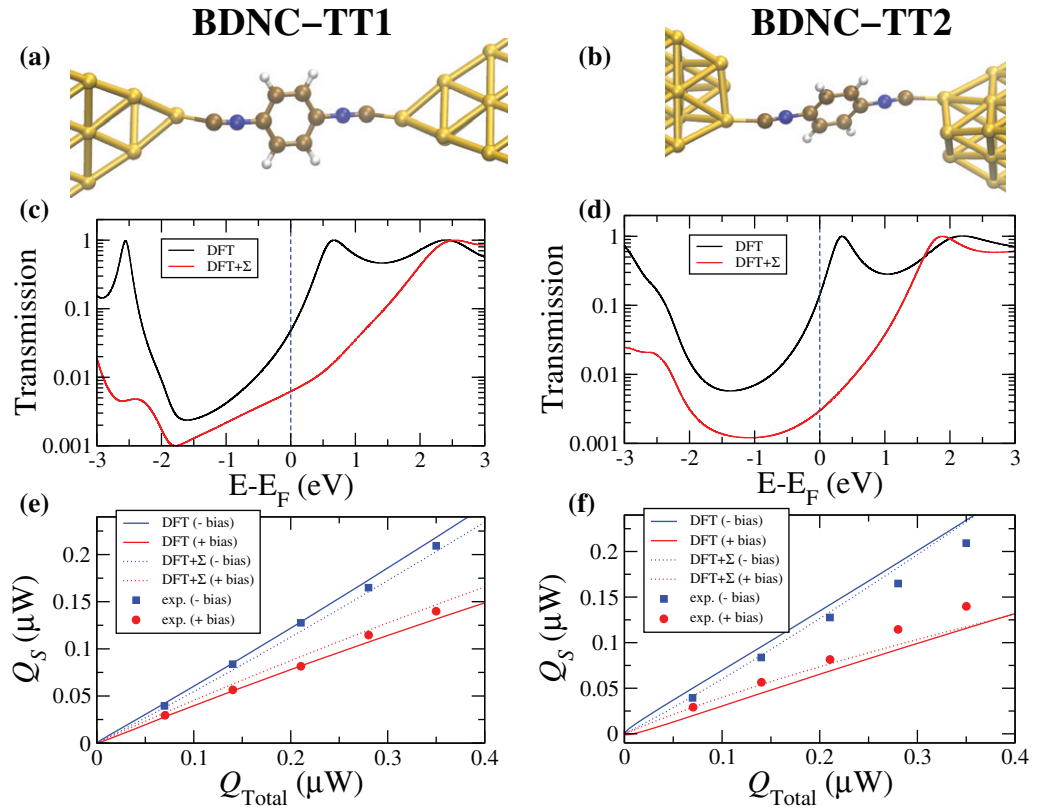 BDNC–TT1
BDNC–TT2
(a)
(b)
(c)
(d)
Transmission
1
0.1
0.01
0.001
DFT
DFT+Σ
-3 -2 -1 0 1 2 3
E-E_F (eV)
Transmission
1
0.1
0.01
0.001
DFT
DFT+Σ
-3 -2 -1 0 1 2 3
E-E_F (eV)
(e)
(f)
Q_S (μW)
0.2
0.15
0.1
0.05
0
DFT (- bias)
DFT (+ bias)
DFT+Σ (- bias)
DFT+Σ (+ bias)
exp. (- bias)
exp. (+ bias)
0 0.1 0.2 0.3 0.4
Q_Total (μW)
Q_S (μW)
0.2
0.15
0.1
0.05
0
DFT (- bias)
DFT (+ bias)
DFT+Σ (- bias)
DFT+Σ (+ bias)
exp. (- bias)
exp. (+ bias)
0 0.1 0.2 0.3 0.4
Q_Total (μW)